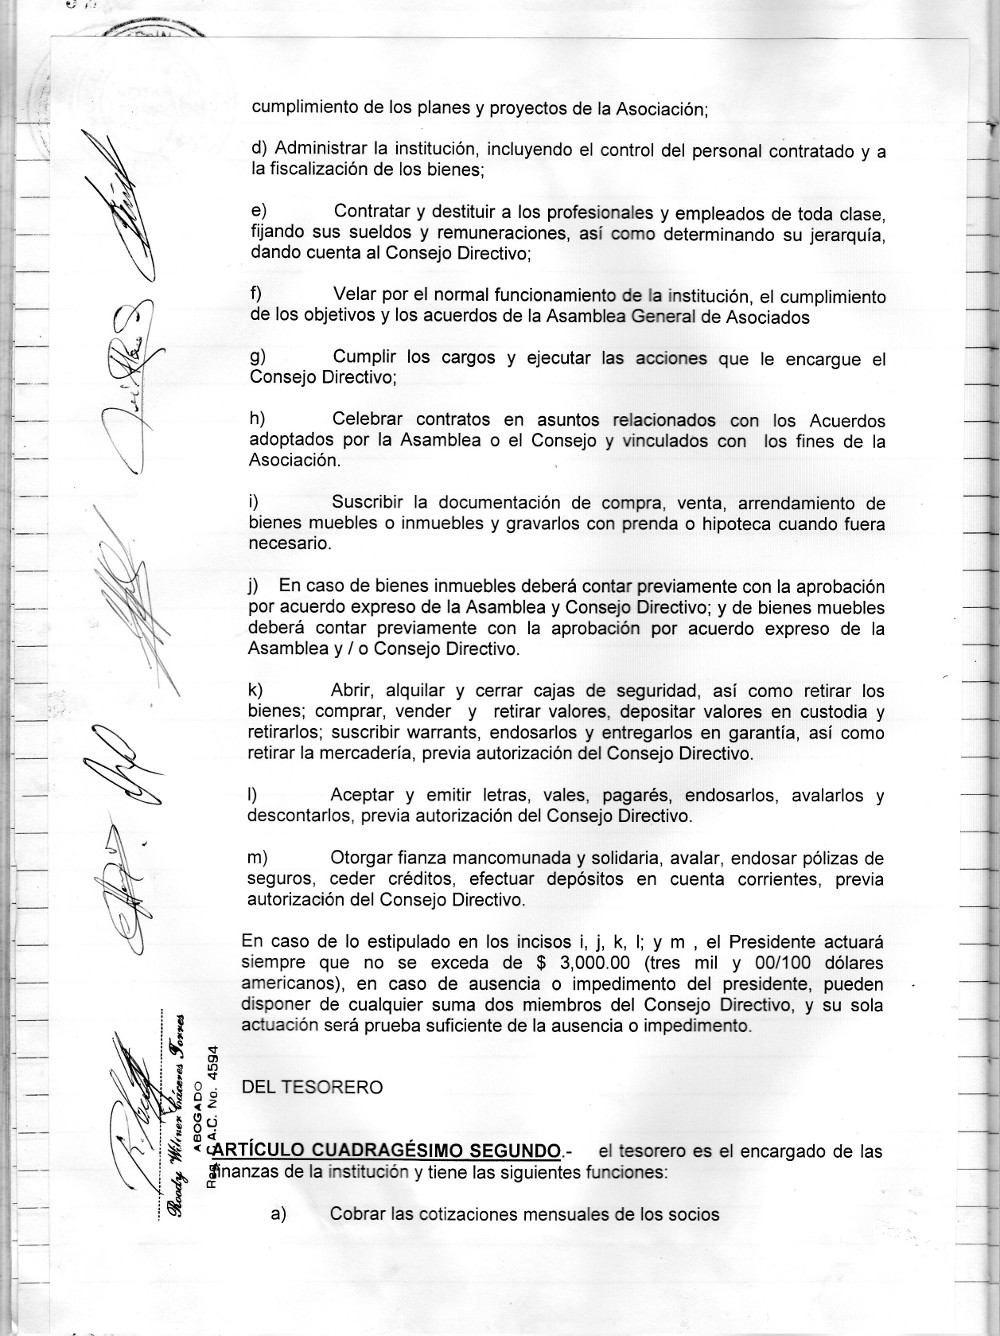 cumplimiento de los planes y proyectos de la Asociación;
d) Administrar la institución, incluyendo el control del personal contratado y a
la fiscalización de los bienes;
e) Contratar y destituir a los profesionales y empleados de toda clase,
fijando sus sueldos y remuneraciones, así como determinando su jerarquía,
dando cuenta al Consejo Directivo;
f) Velar por el normal funcionamiento de la institución, el cumplimiento
de los objetivos y los acuerdos de la Asamblea General de Asociados
g) Cumplir los cargos y ejecutar las acciones que le encargue el
Consejo Directivo;
h) Celebrar contratos en asuntos relacionados con los Acuerdos
adoptados por la Asamblea o el Consejo y vinculados con los fines de la
Asociación.
i) Suscribir la documentación de compra, venta, arrendamiento de
bienes muebles o inmuebles y gravarlos con prenda o hipoteca cuando fuera
necesario.
j) En caso de bienes inmuebles deberá contar previamente con la aprobación
por acuerdo expreso de la Asamblea y Consejo Directivo; y de bienes muebles
deberá contar previamente con la aprobación por acuerdo expreso de la
Asamblea y / o Consejo Directivo.
k) Abrir, alquilar y cerrar cajas de seguridad, así como retirar los
bienes; comprar, vender y retirar valores, depositar valores en custodia y
retirarlos; suscribir warrants, endosarlos y entregarlos en garantía, así como
retirar la mercadería, previa autorización del Consejo Directivo.
l) Aceptar y emitir letras, vales, pagarés, endosarlos, avalarlos y
descontarlos, previa autorización del Consejo Directivo.
m) Otorgar fianza mancomunada y solidaria, avalar, endosar pólizas de
seguros, ceder créditos, efectuar depósitos en cuenta corrientes, previa
autorización del Consejo Directivo.
En caso de lo estipulado en los incisos i, j, k, l; y m , el Presidente actuará
siempre que no se exceda de $ 3,000.00 (tres mil y 00/100 dólares
americanos), en caso de ausencia o impedimento del presidente, pueden
disponer de cualquier suma dos miembros del Consejo Directivo, y su sola
actuación será prueba suficiente de la ausencia o impedimento.
DEL TESORERO
ARTÍCULO CUADRAGÉSIMO SEGUNDO.- el tesorero es el encargado de las
finanzas de la institución y tiene las siguientes funciones:
a) Cobrar las cotizaciones mensuales de los socios
Roody Wilner Cáceres Torres
ABOGADO
Reg. C.A.C. No. 4594